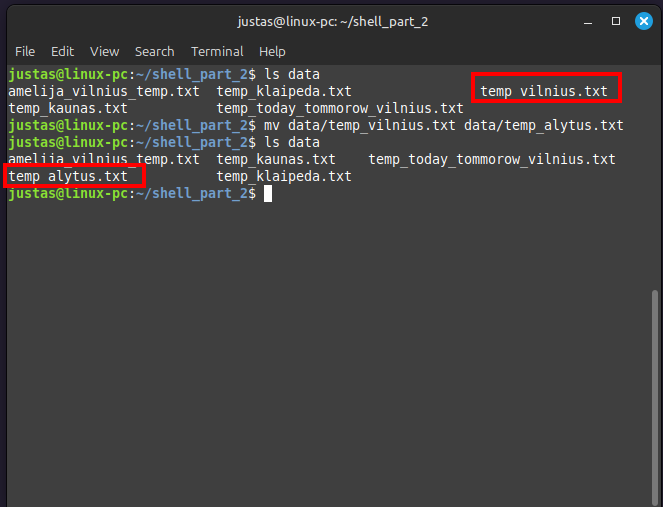 justas@linux-pc: ~/shell_part_2
File Edit View Search Terminal Help
justas@linux-pc:~/shell_part_2$ ls data
amelija_vilnius_temp.txt temp_klaipeda.txt temp_vilnius.txt
temp_kaunas.txt temp_today_tommorow_vilnius.txt
justas@linux-pc:~/shell_part_2$ mv data/temp_vilnius.txt data/temp_alytus.txt
justas@linux-pc:~/shell_part_2$ ls data
amelija_vilnius_temp.txt temp_kaunas.txt temp_today_tommorow_vilnius.txt
temp_alytus.txt temp_klaipeda.txt
justas@linux-pc:~/shell_part_2$